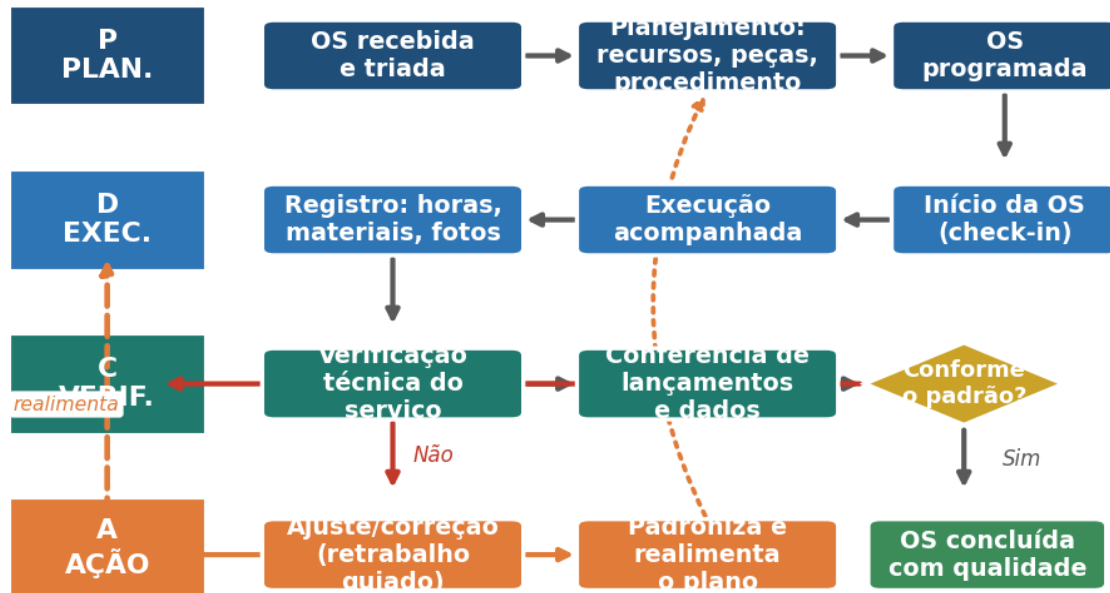 P
PLAN.
OS recebida
e triada
Planejamento:
recursos, peças,
procedimento
OS
programada
D
EXEC.
Registro: horas,
materiais, fotos
Execução
acompanhada
Início da OS
(check-in)
C
VERIF.
realimenta
Verificação
técnica do
serviço
Conferência de
lançamentos
e dados
Conforme
o padrão?
Não
Sim
A
AÇÃO
Ajuste/correção
(retrabalho
guiado)
Padroniza e
realimenta
o plano
OS concluída
com qualidade